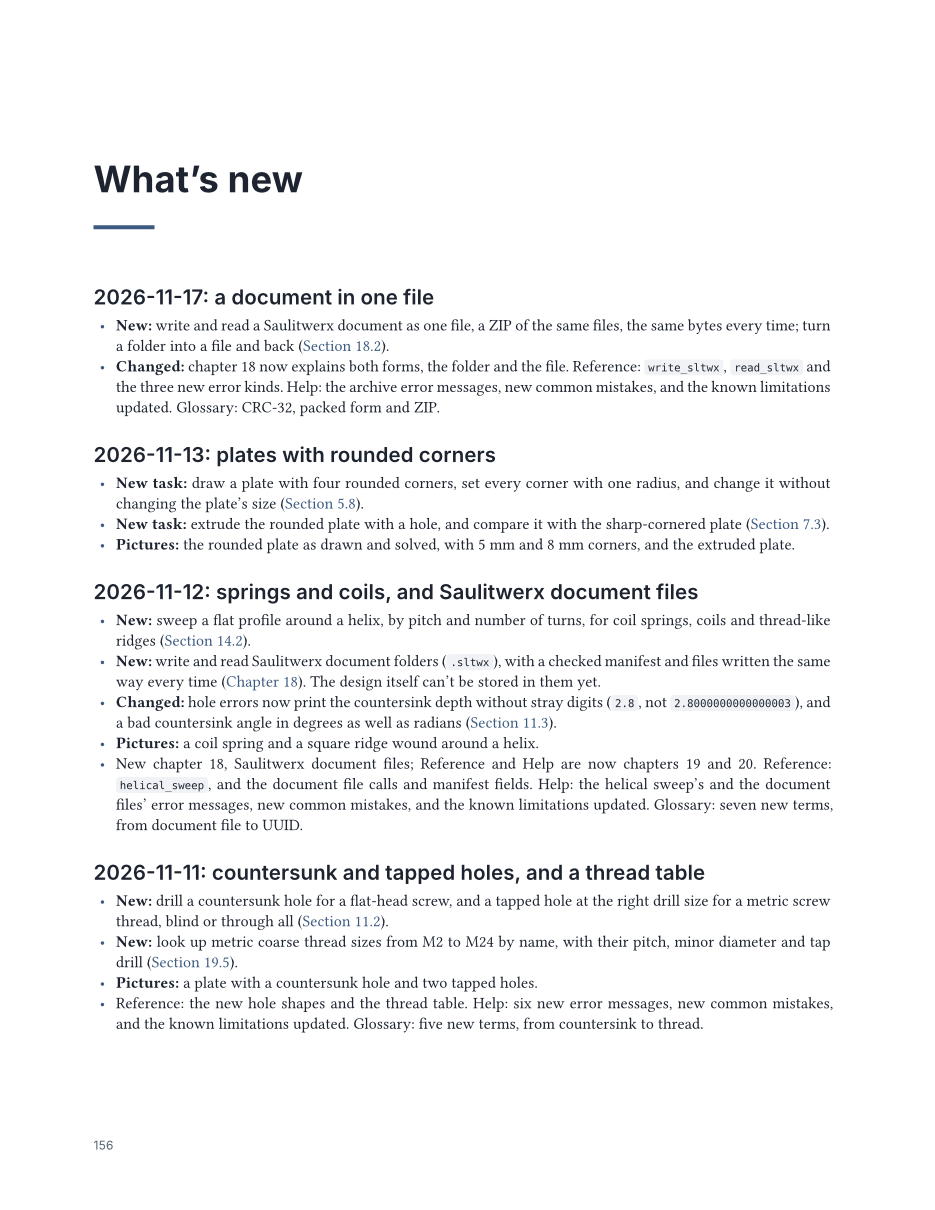 What’s new
2026-11-17: a document in one file
• New: write and read a Saulitwerx document as one file, a ZIP of the same files, the same bytes every time; turn
a folder into a file and back (Section 18.2).
• Changed: chapter 18 now explains both forms, the folder and the file. Reference: write_sltwx, read_sltwx and
the three new error kinds. Help: the archive error messages, new common mistakes, and the known limitations
updated. Glossary: CRC-32, packed form and ZIP.
2026-11-13: plates with rounded corners
• New task: draw a plate with four rounded corners, set every corner with one radius, and change it without
changing the plate’s size (Section 5.8).
• New task: extrude the rounded plate with a hole, and compare it with the sharp-cornered plate (Section 7.3).
• Pictures: the rounded plate as drawn and solved, with 5 mm and 8 mm corners, and the extruded plate.
2026-11-12: springs and coils, and Saulitwerx document files
• New: sweep a flat profile around a helix, by pitch and number of turns, for coil springs, coils and thread-like
ridges (Section 14.2).
• New: write and read Saulitwerx document folders (.sltwx), with a checked manifest and files written the same
way every time (Chapter 18). The design itself can’t be stored in them yet.
• Changed: hole errors now print the countersink depth without stray digits (2.8, not 2.8000000000000003), and
a bad countersink angle in degrees as well as radians (Section 11.3).
• Pictures: a coil spring and a square ridge wound around a helix.
• New chapter 18, Saulitwerx document files; Reference and Help are now chapters 19 and 20. Reference:
helical_sweep, and the document file calls and manifest fields. Help: the helical sweep’s and the document
files’ error messages, new common mistakes, and the known limitations updated. Glossary: seven new terms,
from document file to UUID.
2026-11-11: countersunk and tapped holes, and a thread table
• New: drill a countersunk hole for a flat-head screw, and a tapped hole at the right drill size for a metric screw
thread, blind or through all (Section 11.2).
• New: look up metric coarse thread sizes from M2 to M24 by name, with their pitch, minor diameter and tap
drill (Section 19.5).
• Pictures: a plate with a countersunk hole and two tapped holes.
• Reference: the new hole shapes and the thread table. Help: six new error messages, new common mistakes,
and the known limitations updated. Glossary: five new terms, from countersink to thread.
156